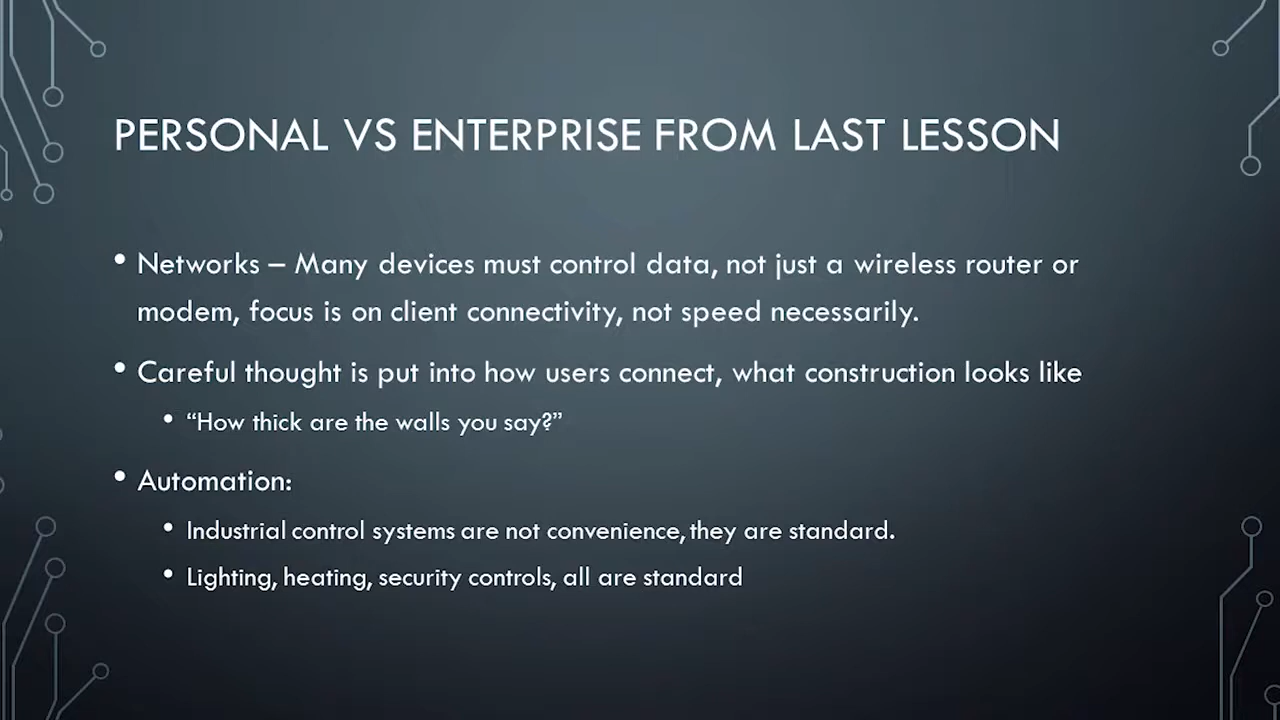 PERSONAL VS ENTERPRISE FROM LAST LESSON
• Networks – Many devices must control data, not just a wireless router or
modem, focus is on client connectivity, not speed necessarily.
• Careful thought is put into how users connect, what construction looks like
• “How thick are the walls you say?”
• Automation:
• Industrial control systems are not convenience, they are standard.
• Lighting, heating, security controls, all are standard